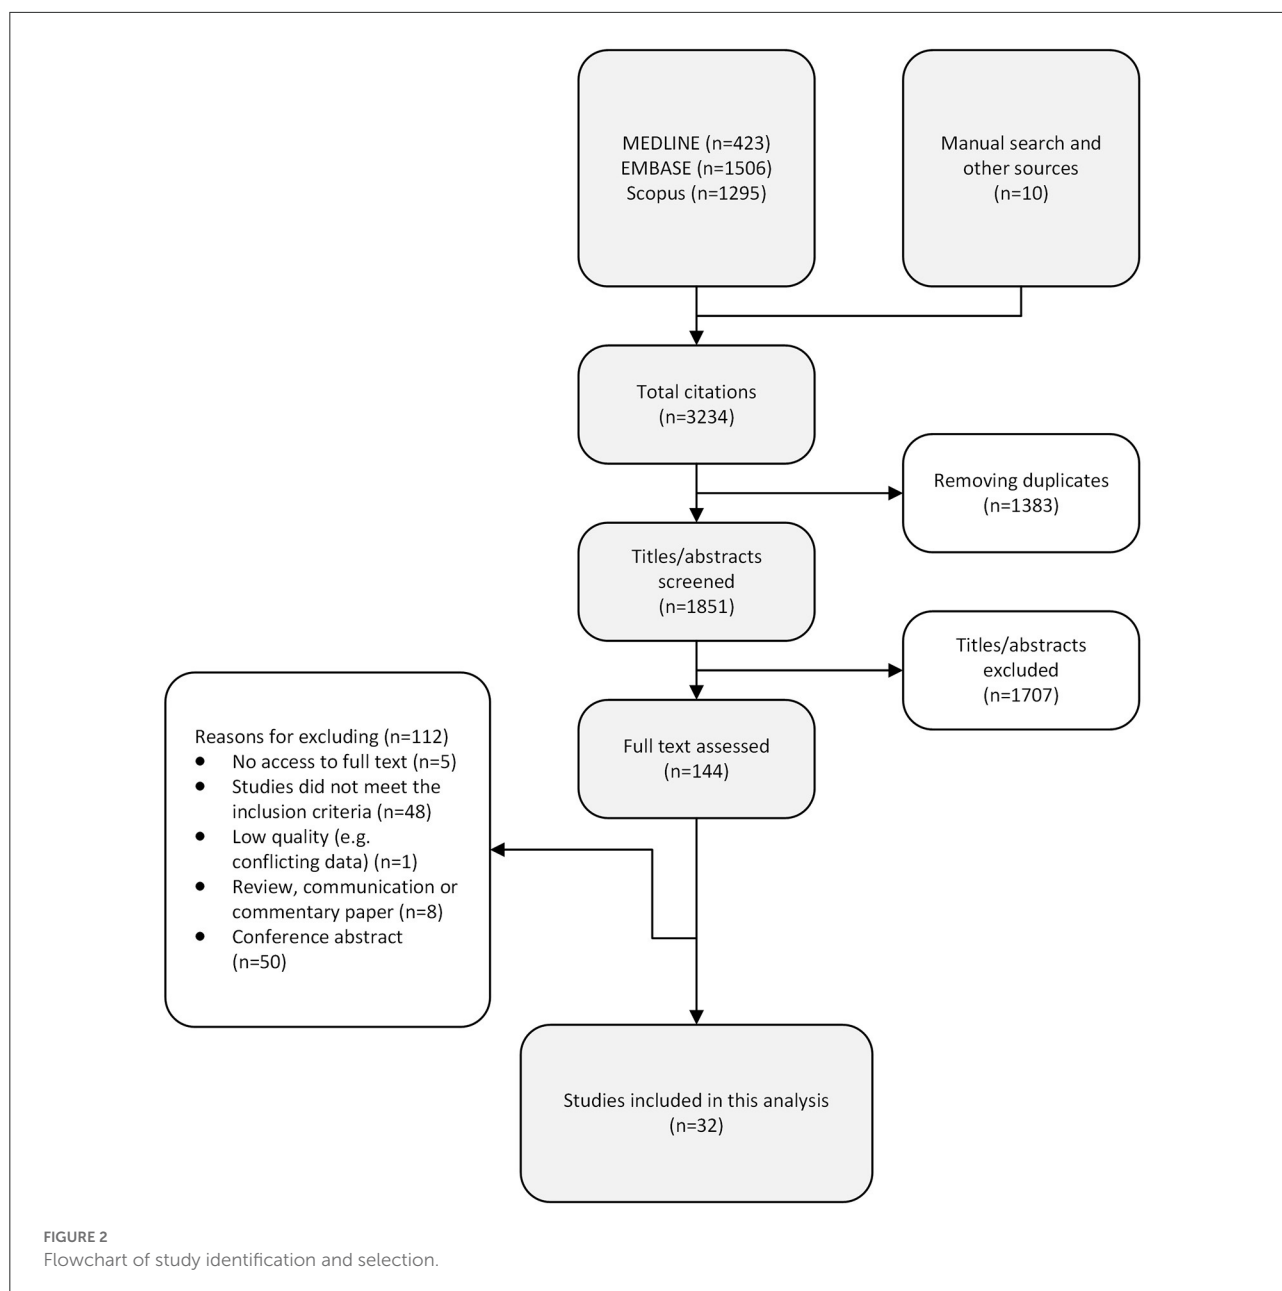 MEDLINE (n=423)
EMBASE (n=1506)
Scopus (n=1295)
Manual search and
other sources
(n=10)
Total citations
(n=3234)
Removing duplicates
(n=1383)
Titles/abstracts
screened
(n=1851)
Titles/abstracts
excluded
(n=1707)
Full text assessed
(n=144)
Reasons for excluding (n=112)
● No access to full text (n=5)
● Studies did not meet the
inclusion criteria (n=48)
● Low quality (e.g.
conflicting data) (n=1)
● Review, communication or
commentary paper (n=8)
● Conference abstract
(n=50)
Studies included in this analysis
(n=32)
FIGURE 2
Flowchart of study identification and selection.